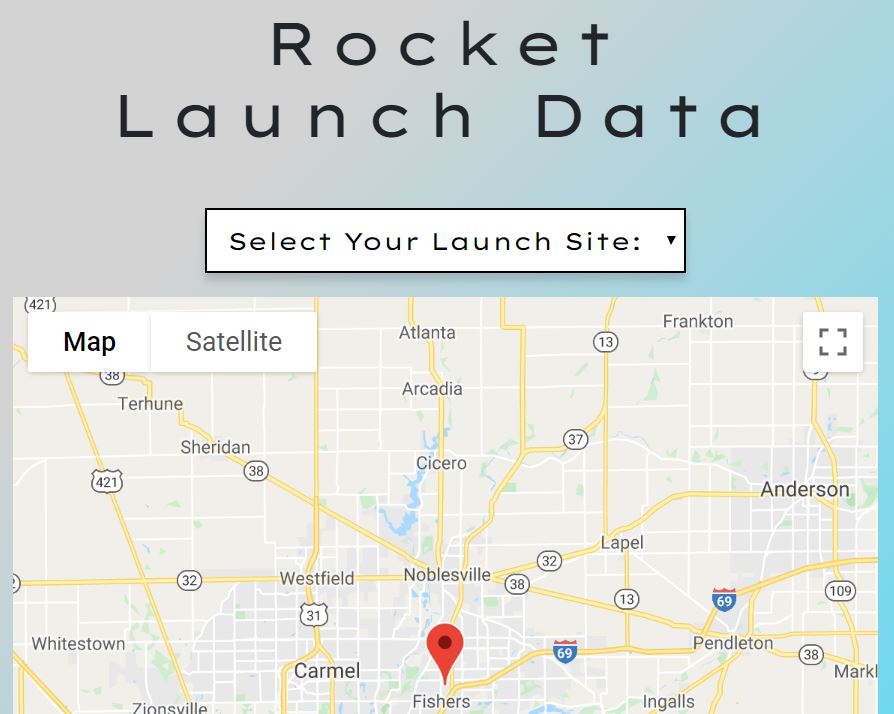 Rocket
Launch Data
Select Your Launch Site: ▼
(421)
Map Satellite
Frankton
Atlanta
13
38
Arcadia
Terhune
37
Sheridan
38
Cicero
421
Anderson
Lapel
32
32
Westfield
Noblesville
38
13
69
109
31
Whitestown
69
Pendleton
38
Carmel
Markl
Fishers
Ingalls
Zionsville